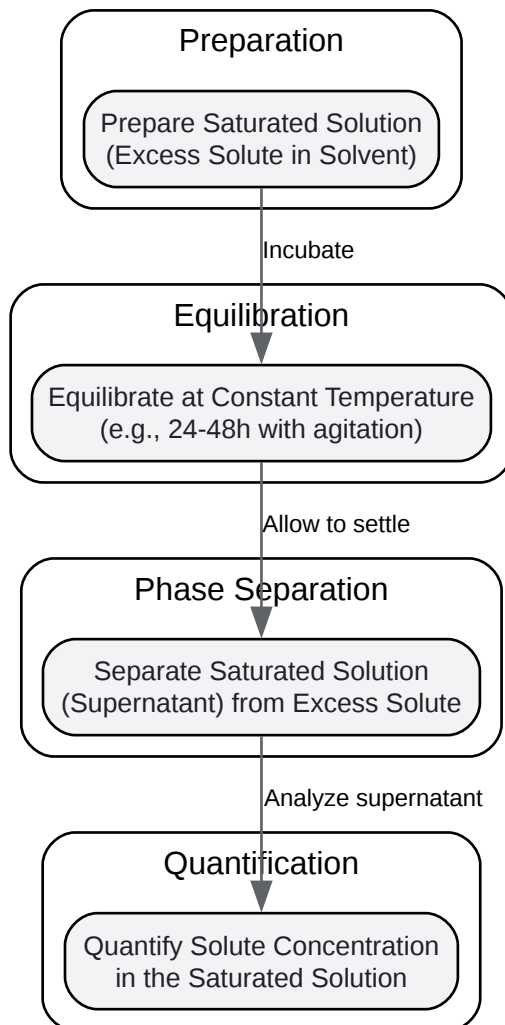 Preparation
Prepare Saturated Solution
(Excess Solute in Solvent)
Incubate
Equilibration
Equilibrate at Constant Temperature
(e.g., 24-48h with agitation)
Allow to settle
Phase Separation
Separate Saturated Solution
(Supernatant) from Excess Solute
Analyze supernatant
Quantification
Quantify Solute Concentration
in the Saturated Solution